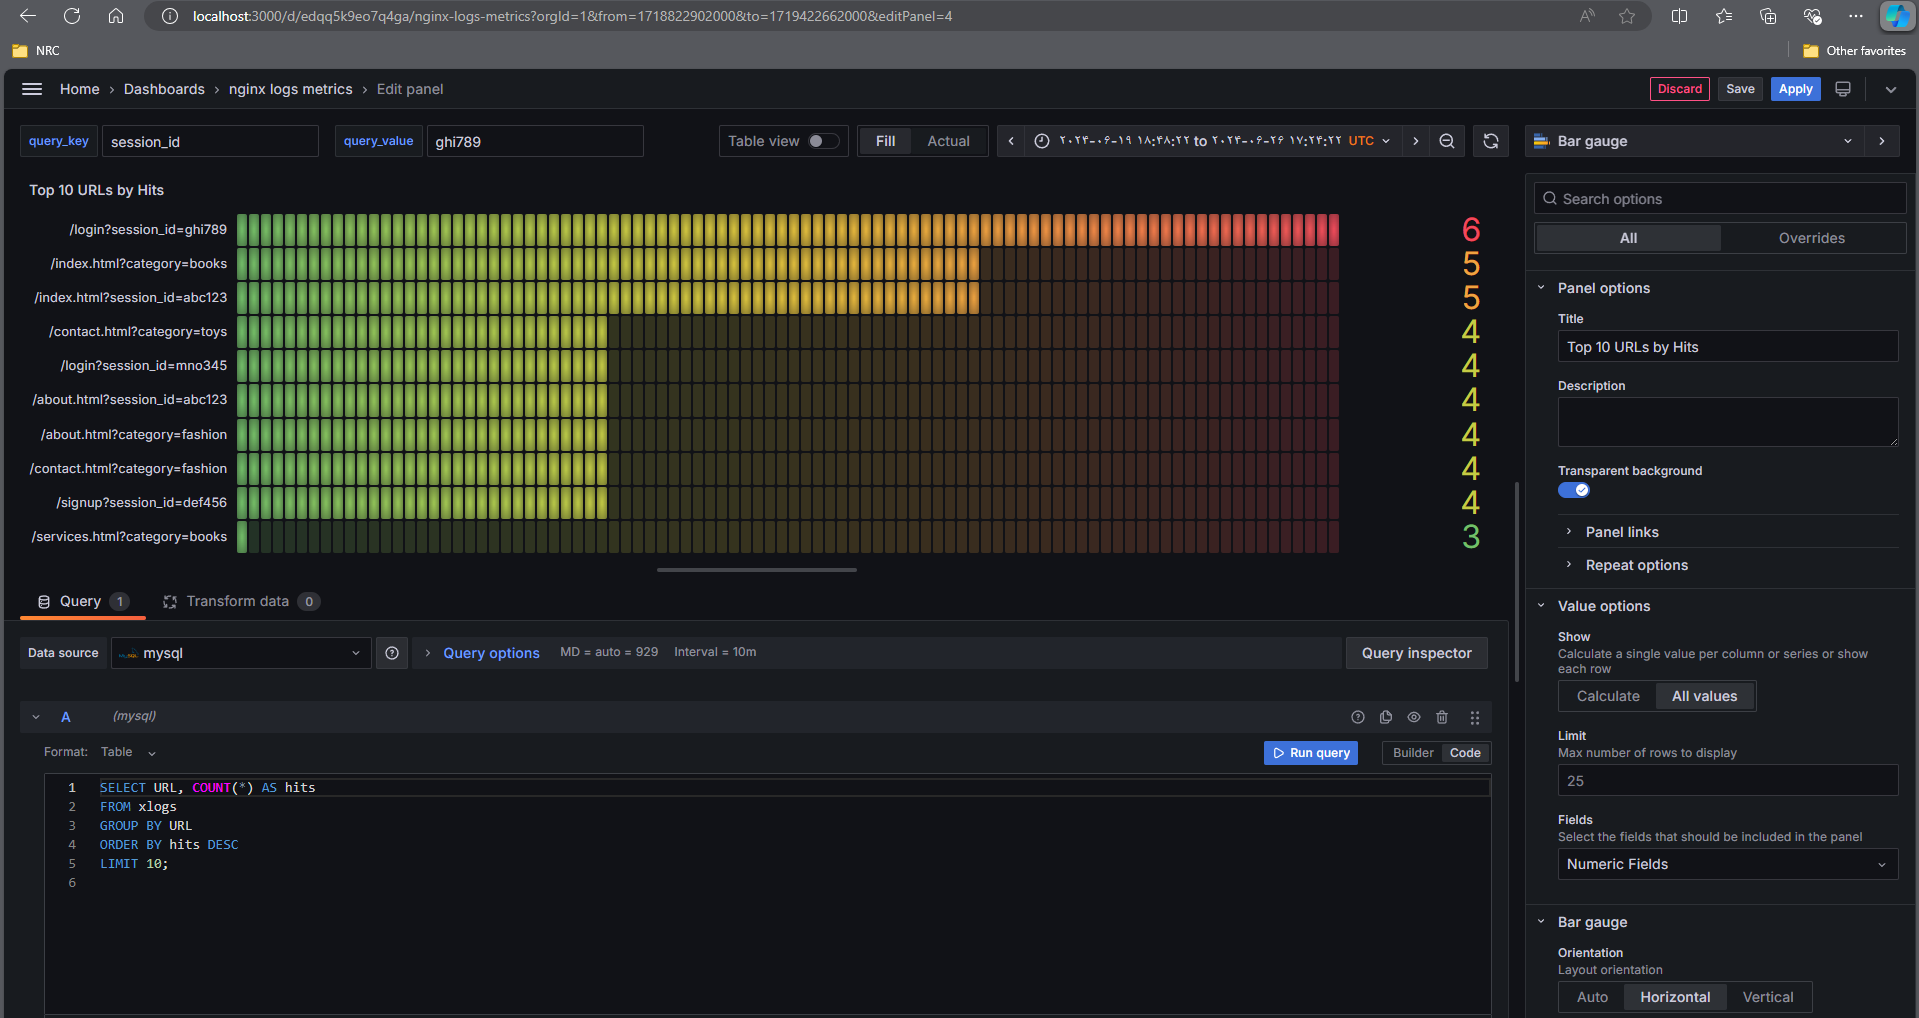 localhost:3000/d/edqq5k9eo7q4ga/nginx-logs-metrics?orgId=1&from=1718822902000&to=1719422662000&editPanel=4
NRC
Other favorites
Home › Dashboards › nginx logs metrics › Edit panel
Discard Save Apply
query_key session_id query_value ghi789 Table view Fill Actual ۲۰۲۴-۰۶-۱۹ ۱۸:۴۸:۲۲ to ۲۰۲۴-۰۶-۲۶ ۱۷:۲۴:۲۲ UTC
Top 10 URLs by Hits
/login?session_id=ghi789 6
/index.html?category=books 5
/index.html?session_id=abc123 5
/contact.html?category=toys 4
/login?session_id=mno345 4
/about.html?session_id=abc123 4
/about.html?category=fashion 4
/contact.html?category=fashion 4
/signup?session_id=def456 4
/services.html?category=books 3
Query 1 Transform data 0
Data source mysql Query options MD = auto = 929 Interval = 10m Query inspector
A (mysql)
Format: Table Run query Builder Code
1 SELECT URL, COUNT(*) AS hits
2 FROM xlogs
3 GROUP BY URL
4 ORDER BY hits DESC
5 LIMIT 10;
6
Bar gauge
Search options
All Overrides
Panel options
Title
Top 10 URLs by Hits
Description
Transparent background
Panel links
Repeat options
Value options
Show
Calculate a single value per column or series or show
each row
Calculate All values
Limit
Max number of rows to display
25
Fields
Select the fields that should be included in the panel
Numeric Fields
Bar gauge
Orientation
Layout orientation
Auto Horizontal Vertical